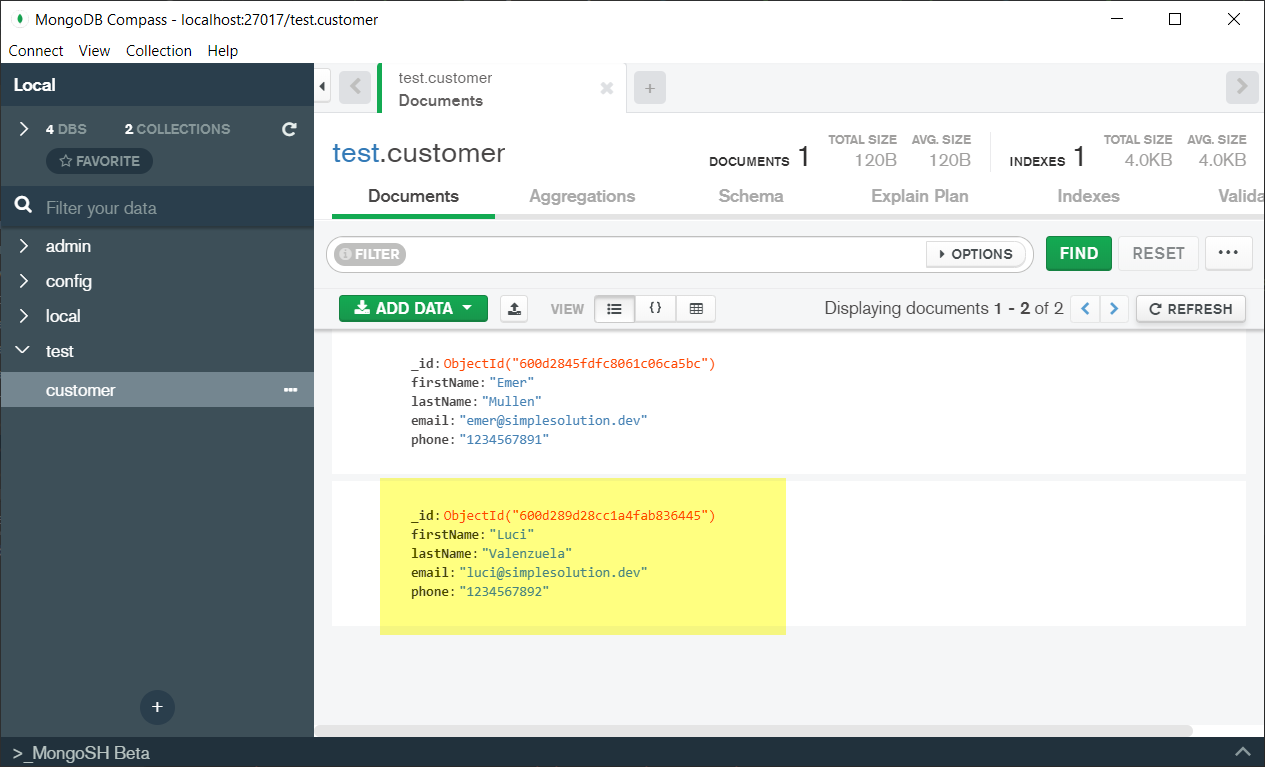 MongoDB Compass - localhost:27017/test.customer
Connect View Collection Help
Local
4 DBS 2 COLLECTIONS
FAVORITE
Filter your data
admin
config
local
test
customer
>_MongoSH Beta
test.customer
Documents
test.customer
DOCUMENTS 1 TOTAL SIZE 120B AVG. SIZE 120B INDEXES 1 TOTAL SIZE 4.0KB AVG. SIZE 4.0KB
Documents Aggregations Schema Explain Plan Indexes Valida
FILTER OPTIONS FIND RESET
ADD DATA VIEW {} Displaying documents 1 - 2 of 2 REFRESH
_id: ObjectId("600d2845fdfc8061c06ca5bc")
firstName: "Emer"
lastName: "Mullen"
email: "emer@simplesolution.dev"
phone: "1234567891"
_id: ObjectId("600d289d28cc1a4fab836445")
firstName: "Luci"
lastName: "Valenzuela"
email: "luci@simplesolution.dev"
phone: "1234567892"